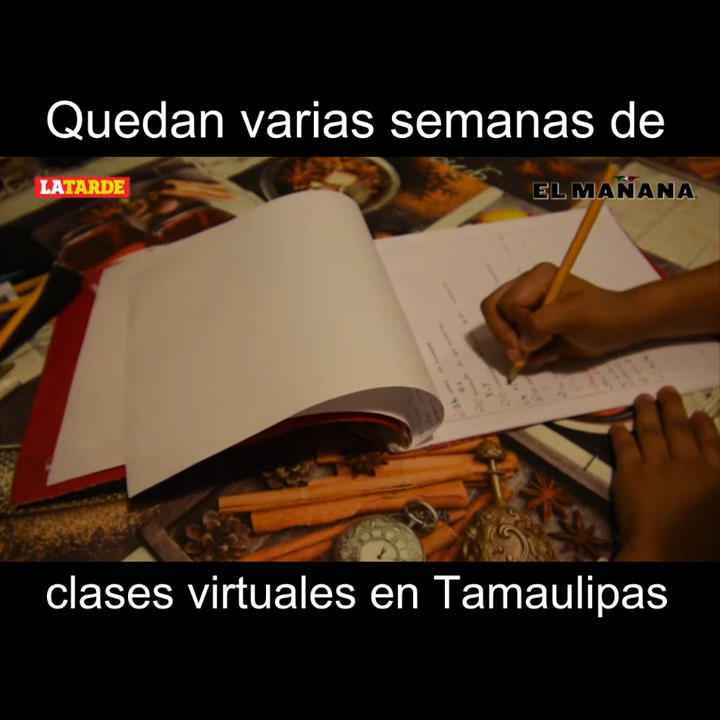 Quedan varias semanas de
LATARDE
EL MAÑANA
clases virtuales en Tamaulipas